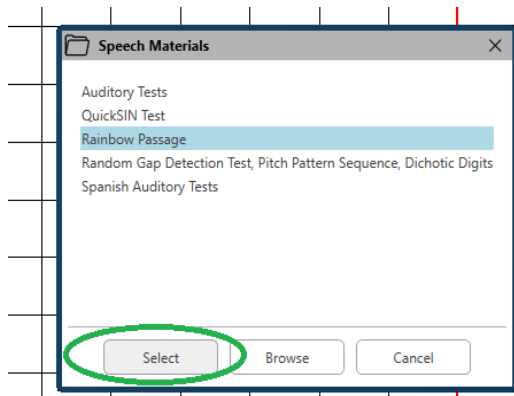 Speech Materials
Auditory Tests
QuickSIN Test
Rainbow Passage
Random Gap Detection Test, Pitch Pattern Sequence, Dichotic Digits
Spanish Auditory Tests
Select Browse Cancel